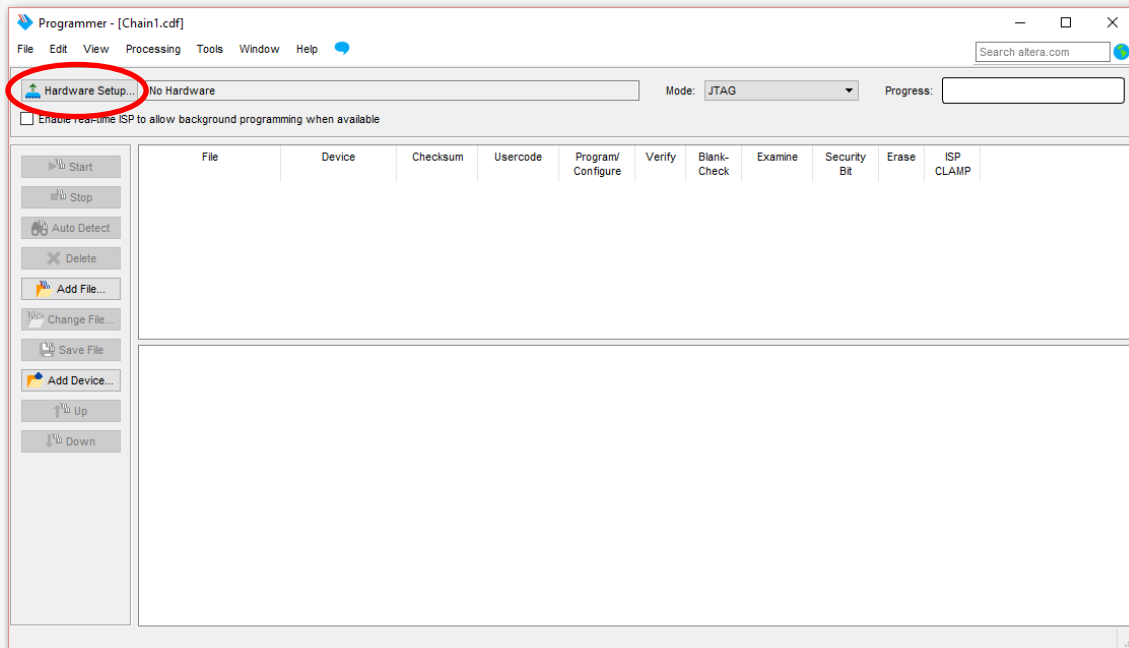 Programmer - [Chain1.cdf]
File Edit View Processing Tools Window Help
Search altera.com
Hardware Setup... No Hardware Mode: JTAG Progress:
Enable real-time ISP to allow background programming when available
Start
Stop
Auto Detect
Delete
Add File...
Change File...
Save File
Add Device...
Up
Down
File Device Checksum Usercode Program/ Verify Blank- Examine Security Erase ISP
Configure Check Bit CLAMP